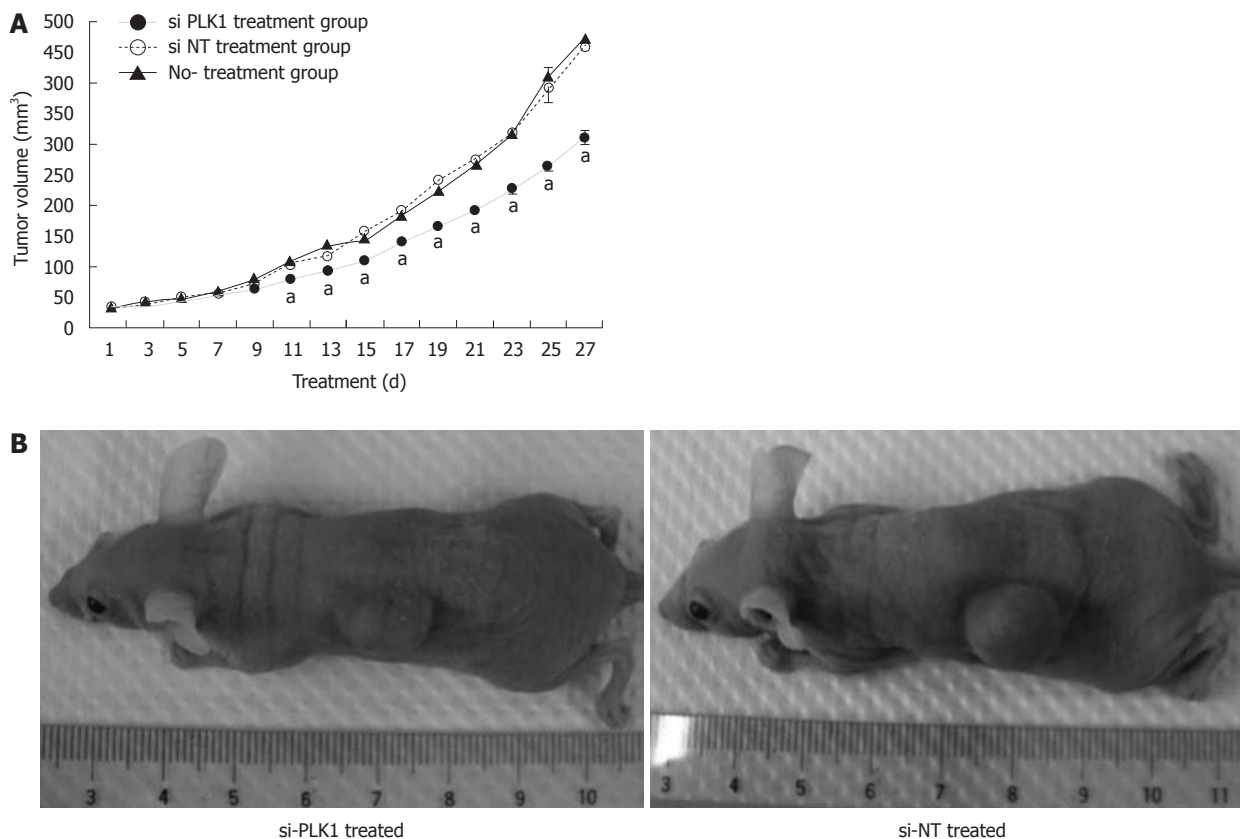 A
si PLK1 treatment group
si NT treatment group
No- treatment group
Tumor volume (mm³)
500
450
400
350
300
250
200
150
100
50
0
a a a a a a a a a
1 3 5 7 9 11 13 15 17 19 21 23 25 27
Treatment (d)
B
3 4 5 6 7 8 9 10
3 4 5 6 7 8 9 10 11
si-PLK1 treated
si-NT treated